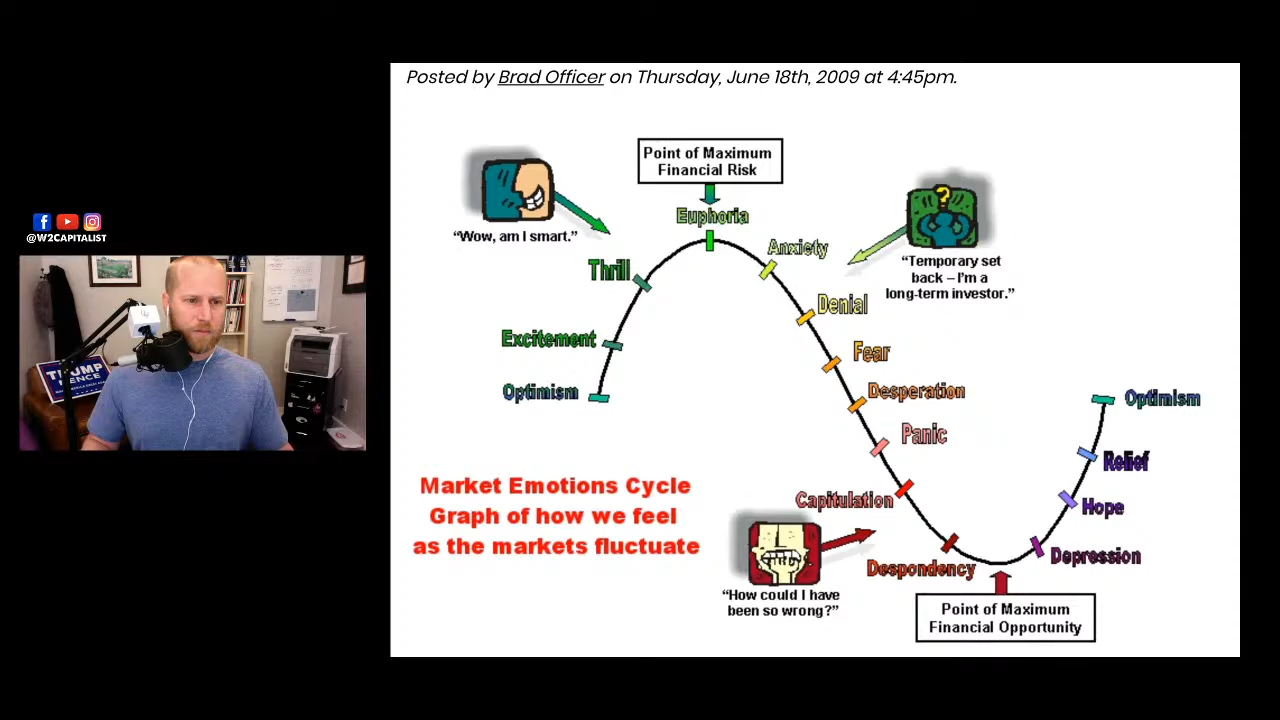 Posted by Brad Officer on Thursday, June 18th, 2009 at 4:45pm.
Point of Maximum
Financial Risk
Euphoria
"Wow, am I smart."
Anxiety
"Temporary set
back – I'm a
long-term investor."
Thrill
Denial
Excitement
Fear
Optimism
Desperation
Optimism
Panic
Relief
Market Emotions Cycle
Graph of how we feel
as the markets fluctuate
Capitulation
Hope
Depression
Despondency
"How could I have
been so wrong?"
Point of Maximum
Financial Opportunity
@W2CAPITALIST
TRUMP
PENCE